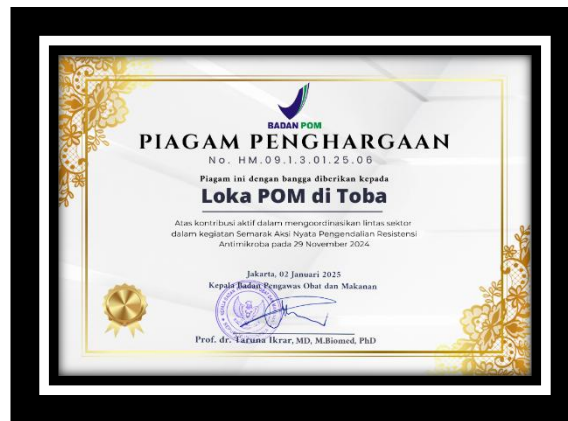 BADAN POM
PIAGAM PENGHARGAAN
No. HM.09.1.3.01.25.06
Piagam ini dengan bangga diberikan kepada
Loka POM di Toba
Atas kontribusi aktif dalam mengoordinasikan lintas sektor
dalam kegiatan Semarak Aksi Nyata Pengendalian Resistensi
Antimikroba pada 29 November 2024
Jakarta, 02 Januari 2025
Kepala Badan Pengawas Obat dan Makanan
Prof. dr. Taruna Ikrar, MD, M.Biomed, PhD